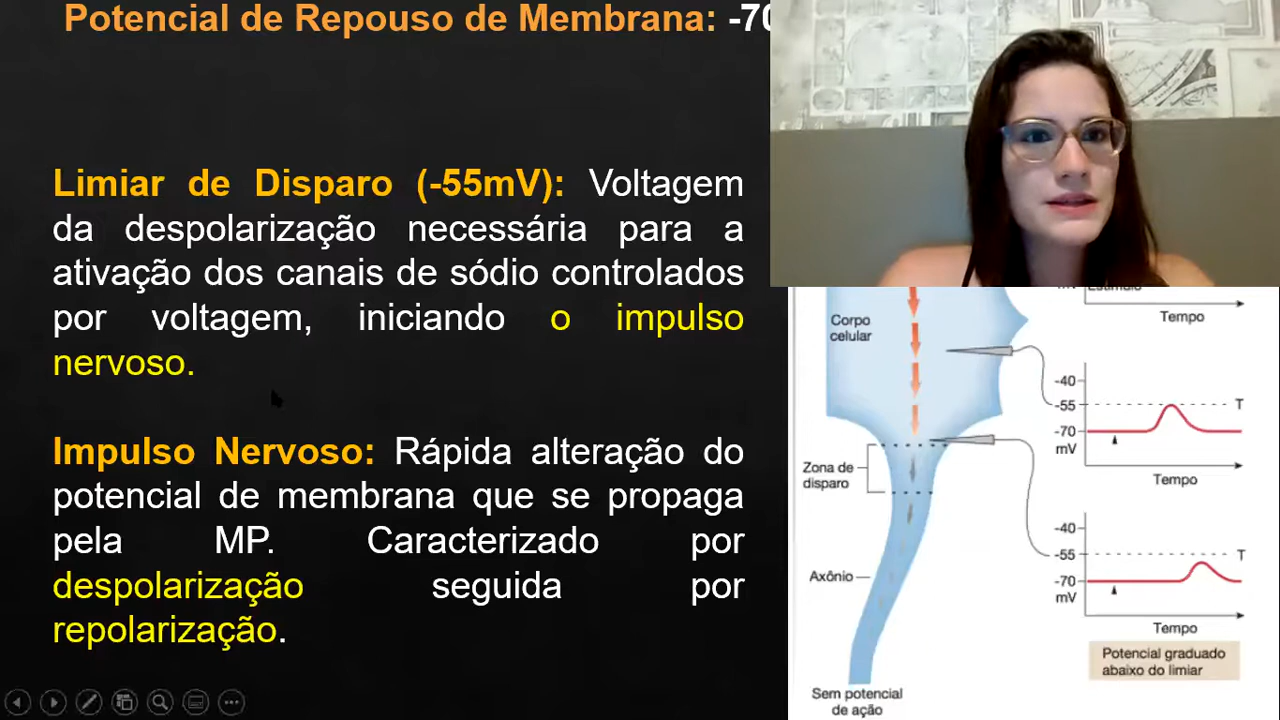 Potencial de Repouso de Membrana: -70
Limiar de Disparo (-55mV): Voltagem
da despolarização necessária para a
ativação dos canais de sódio controlados
por voltagem, iniciando o impulso
nervoso.
Impulso Nervoso: Rápida alteração do
potencial de membrana que se propaga
pela MP. Caracterizado por
despolarização seguida por
repolarização.
Estímulo
Tempo
Corpo
celular
-40
-55
T
-70
mV
Tempo
Zona de
disparo
-40
-55
T
-70
mV
Axônio
Tempo
Potencial graduado
abaixo do limiar
Sem potencial
de ação